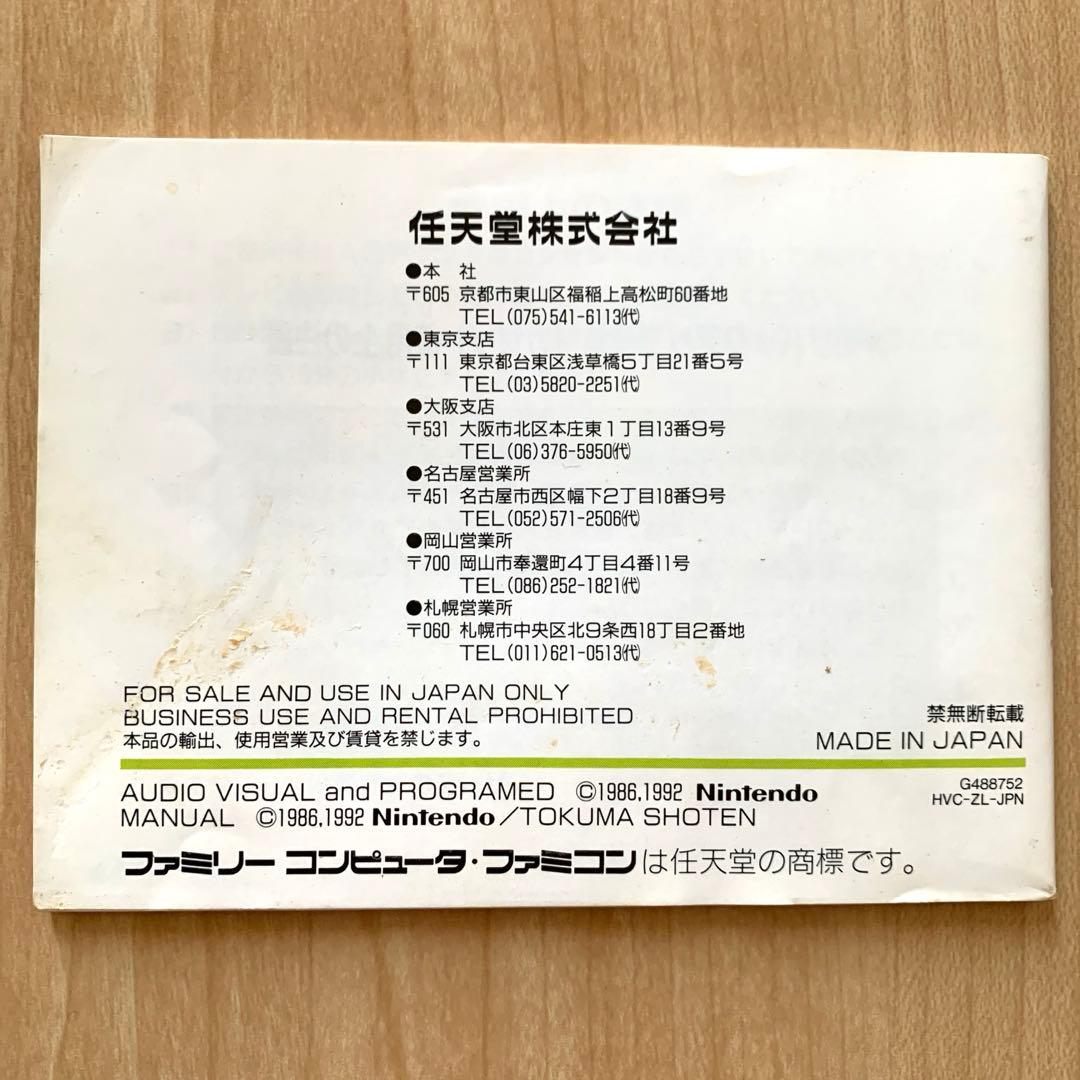 任天堂株式会社
●本 社
〒605 京都市東山区福稲上高松町60番地
TEL(075)541-6113㈹
●東京支店
〒111 東京都台東区浅草橋5丁目21番5号
TEL(03)5820-2251㈹
●大阪支店
〒531 大阪市北区本庄東1丁目13番9号
TEL(06)376-5950㈹
●名古屋営業所
〒451 名古屋市西区幅下2丁目18番9号
TEL(052)571-2506㈹
●岡山営業所
〒700 岡山市奉還町4丁目4番11号
TEL(086)252-1821㈹
●札幌営業所
〒060 札幌市中央区北9条西18丁目2番地
TEL(011)621-0513㈹
FOR SALE AND USE IN JAPAN ONLY
BUSINESS USE AND RENTAL PROHIBITED
本品の輸出、使用営業及び賃貸を禁じます。
禁無断転載
MADE IN JAPAN
AUDIO VISUAL and PROGRAMED ©1986,1992 Nintendo
MANUAL ©1986,1992 Nintendo/TOKUMA SHOTEN
G488752
HVC-ZL-JPN
ファミリー コンピュータ・ファミコンは任天堂の商標です。